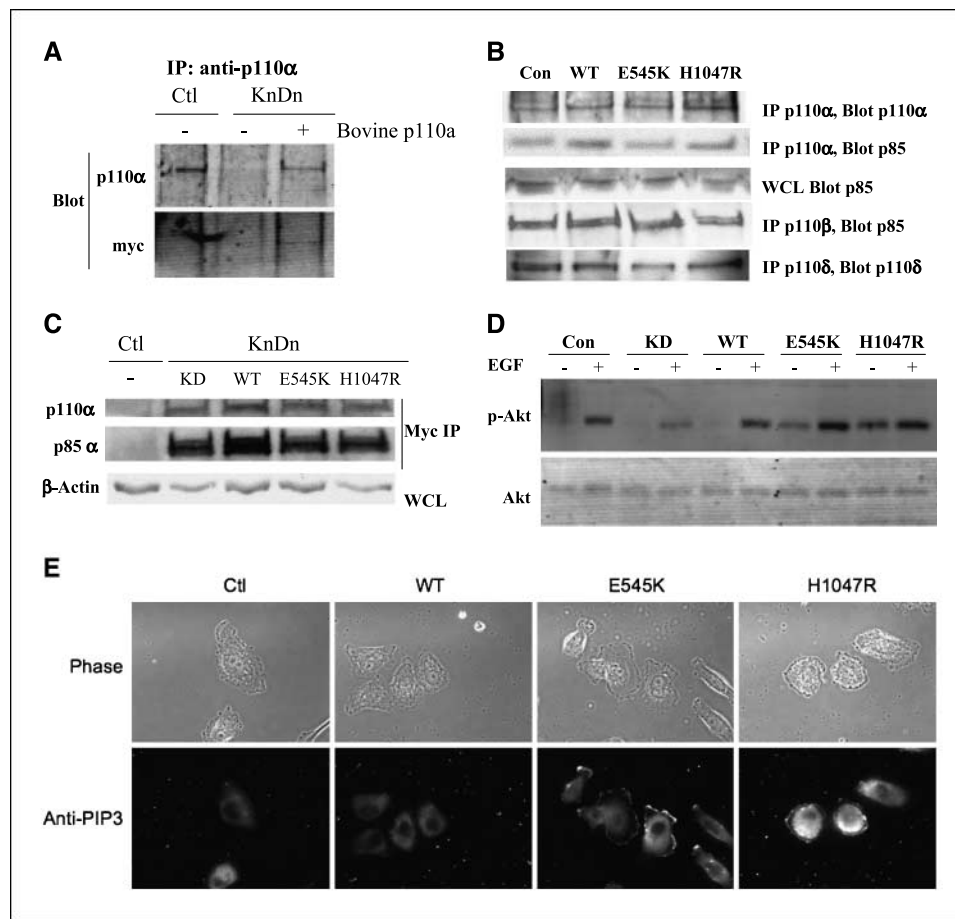 A
IP: anti-p110α
Ctl KnDn
- - + Bovine p110a
Blot
p110α
myc
B
Con WT E545K H1047R
IP p110α, Blot p110α
IP p110α, Blot p85
WCL Blot p85
IP p110β, Blot p85
IP p110δ, Blot p110δ
C
Ctl KnDn
- KD WT E545K H1047R
p110α
p85 α
Myc IP
β-Actin
WCL
D
Con KD WT E545K H1047R
EGF - + - + - + - + - +
p-Akt
Akt
E
Ctl WT E545K H1047R
Phase
Anti-PIP3